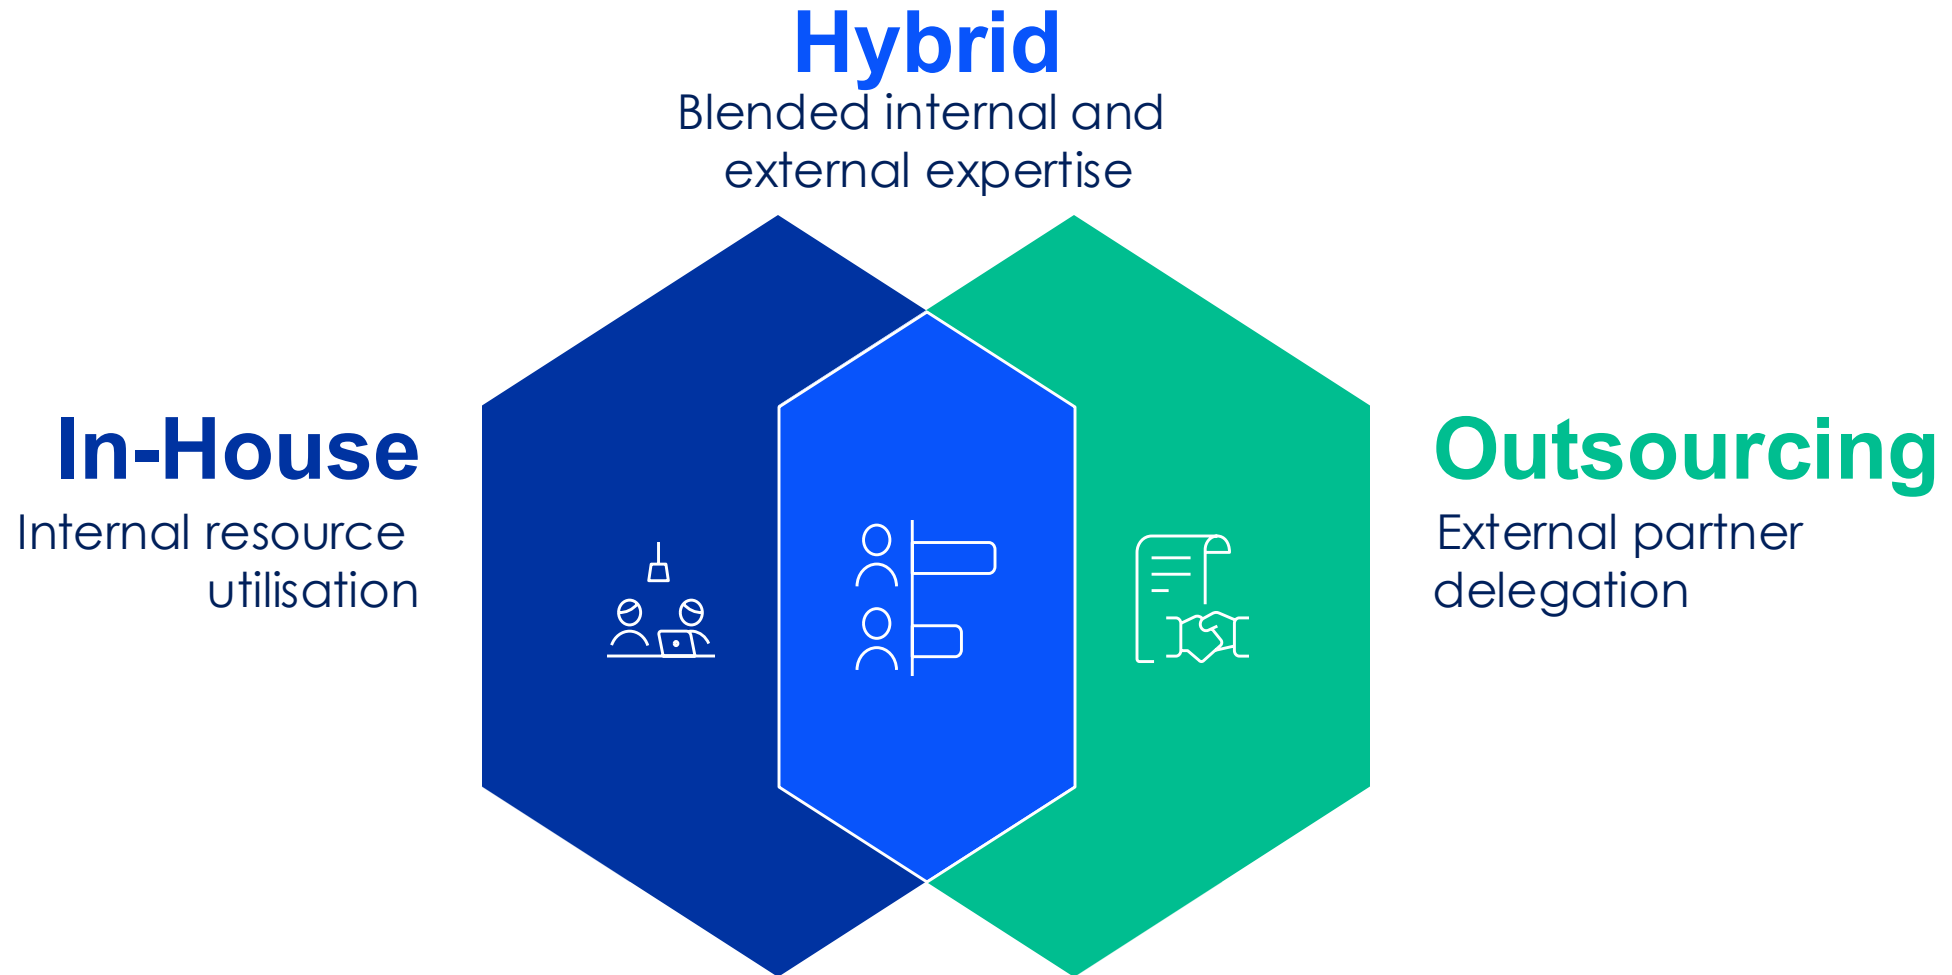 Hybrid
Blended internal and
external expertise
In-House
Internal resource
utilisation
Outsourcing
External partner
delegation